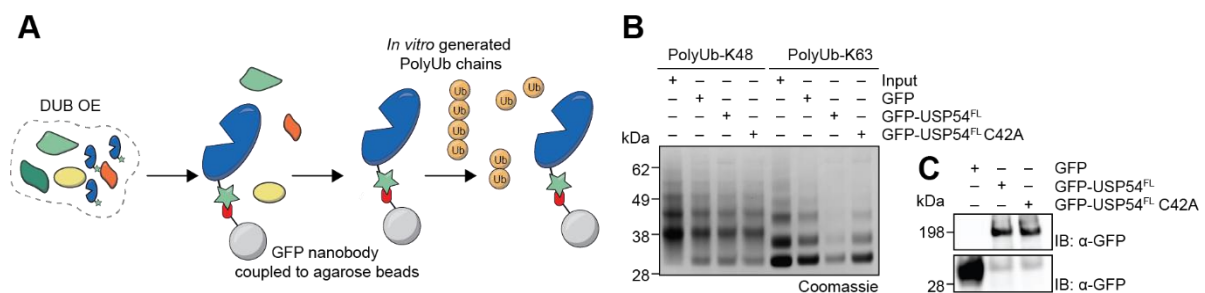 A
DUB OE
GFP nanobody
coupled to agarose beads
In vitro generated
PolyUb chains
Ub
Ub
Ub
Ub
Ub
Ub
Ub
Ub
B
PolyUb-K48 PolyUb-K63
+ – – – + – – – Input
– + – – – + – – GFP
– – + – – – + – GFP-USP54FL
– – – + – – – + GFP-USP54FL C42A
kDa
62
49
38
28
Coomassie
C
+ – – GFP
– + – GFP-USP54FL
– – + GFP-USP54FL C42A
kDa
198
IB: α-GFP
28
IB: α-GFP